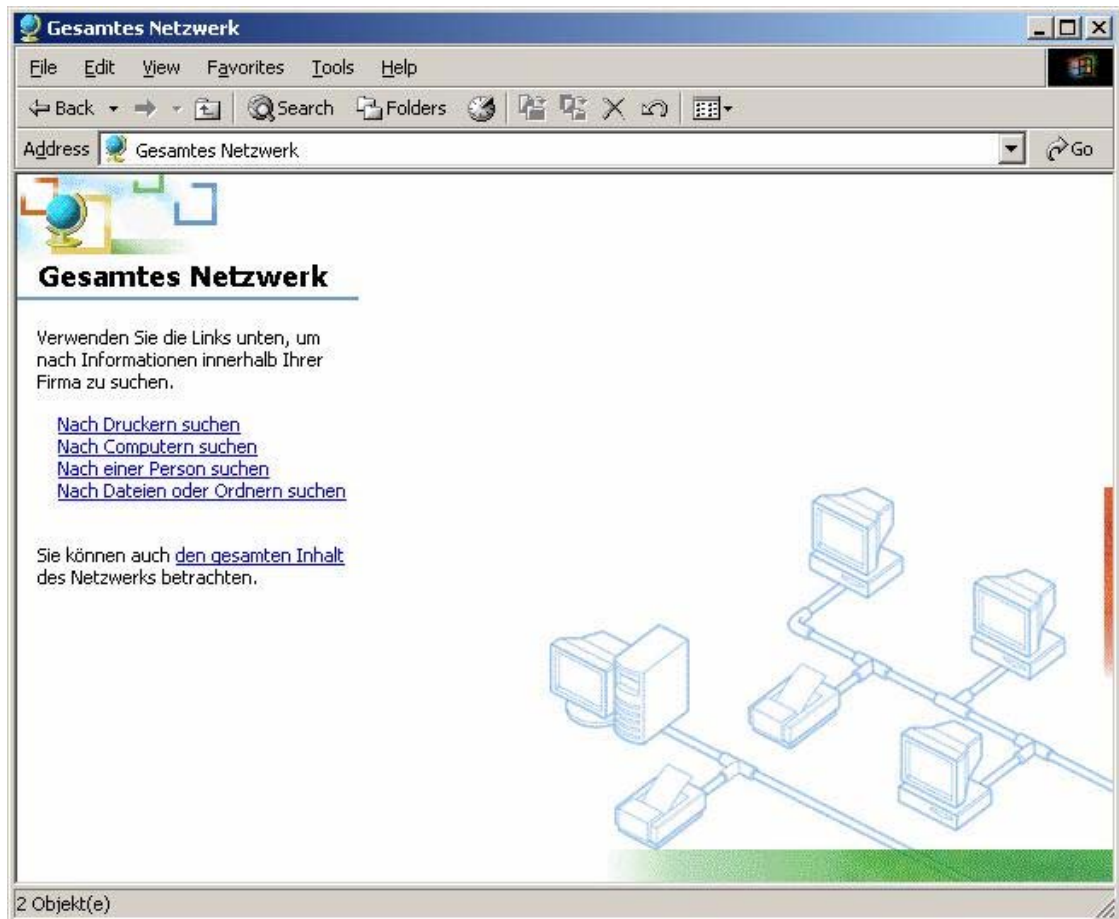 Gesamtes Netzwerk
File Edit View Favorites Tools Help
Back Search Folders
Address Gesamtes Netzwerk Go
Gesamtes Netzwerk
Verwenden Sie die Links unten, um
nach Informationen innerhalb Ihrer
Firma zu suchen.
Nach Druckern suchen
Nach Computern suchen
Nach einer Person suchen
Nach Dateien oder Ordnern suchen
Sie können auch den gesamten Inhalt
des Netzwerks betrachten.
2 Objekt(e)